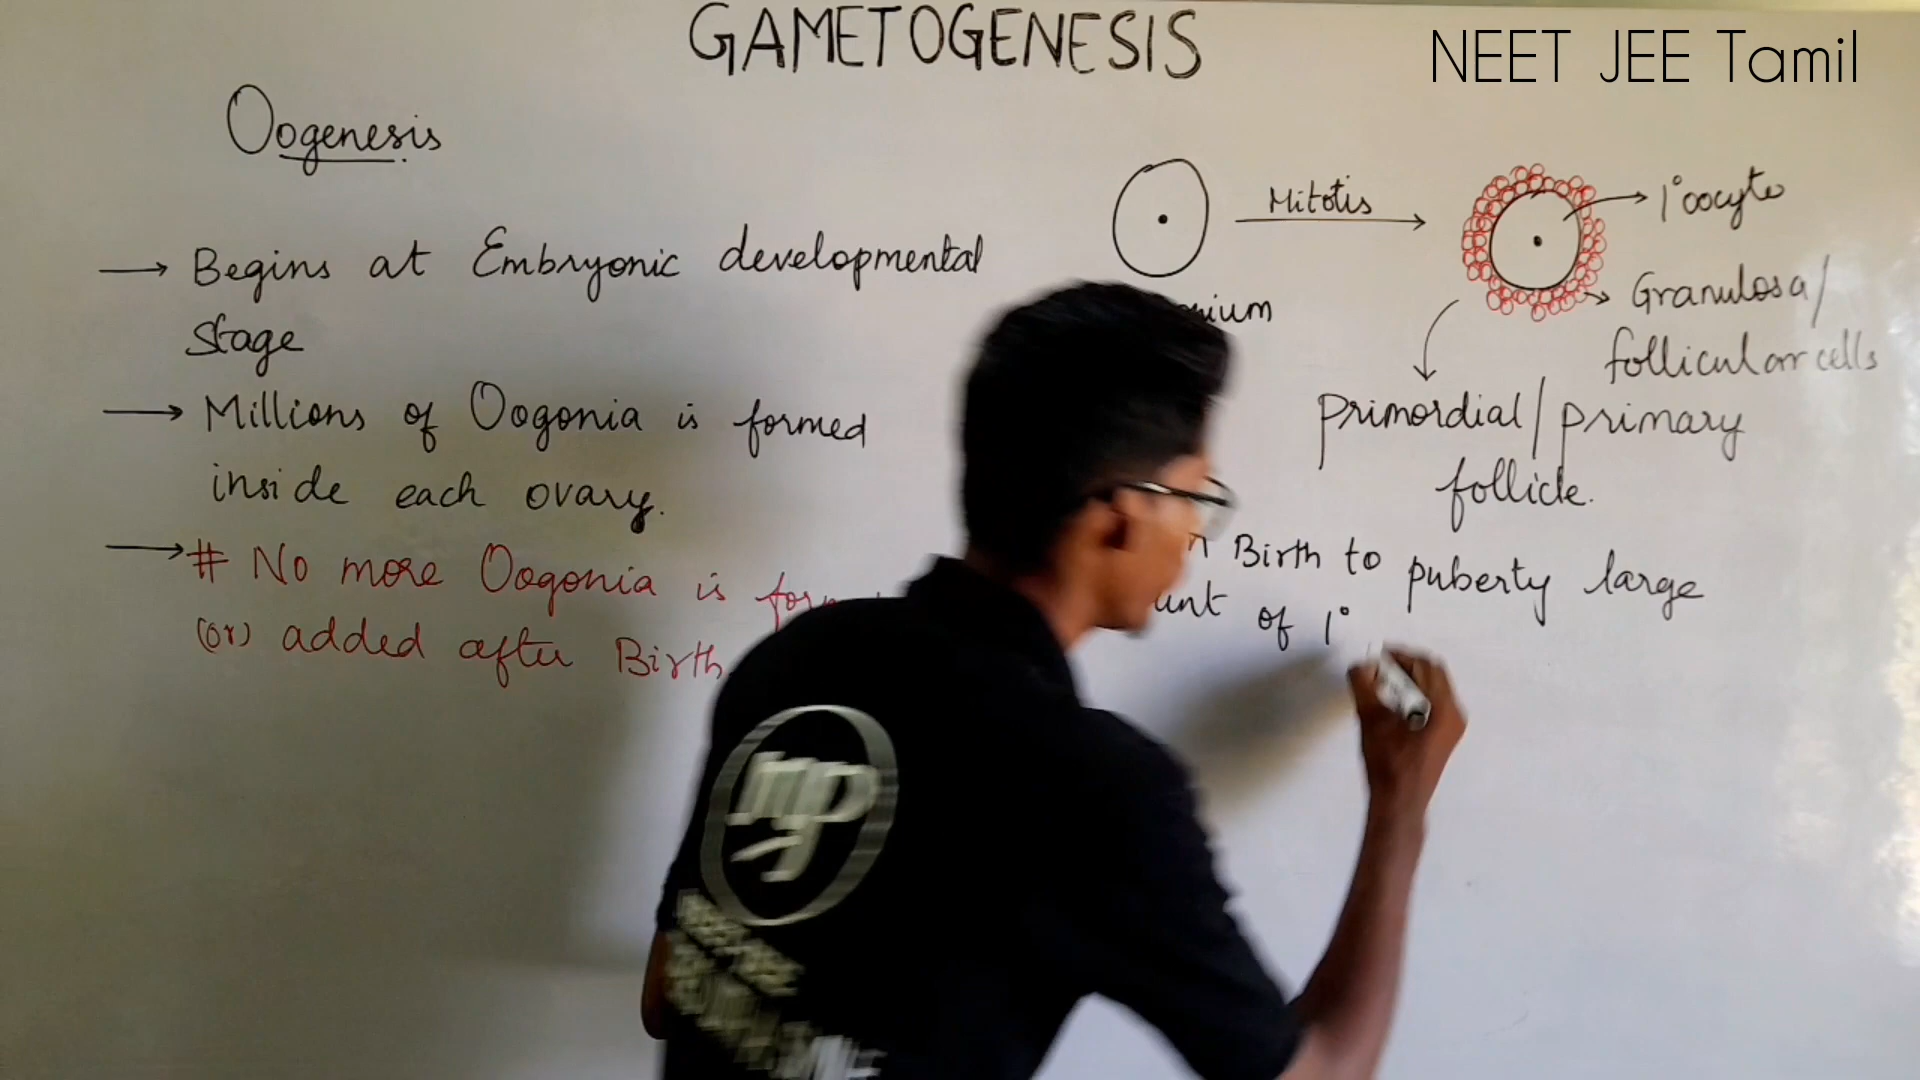 GAMETOGENESIS
NEET JEE Tamil
Oogenesis
→ Begins at Embryonic developmental
stage
→ Millions of Oogonia is formed
inside each ovary.
→ # No more Oogonia is
(or) added after Birth
Mitotis
1° oocyte
Granulosa/
follicular cells
primordial/primary
follicle.
Birth to puberty large
of 1°